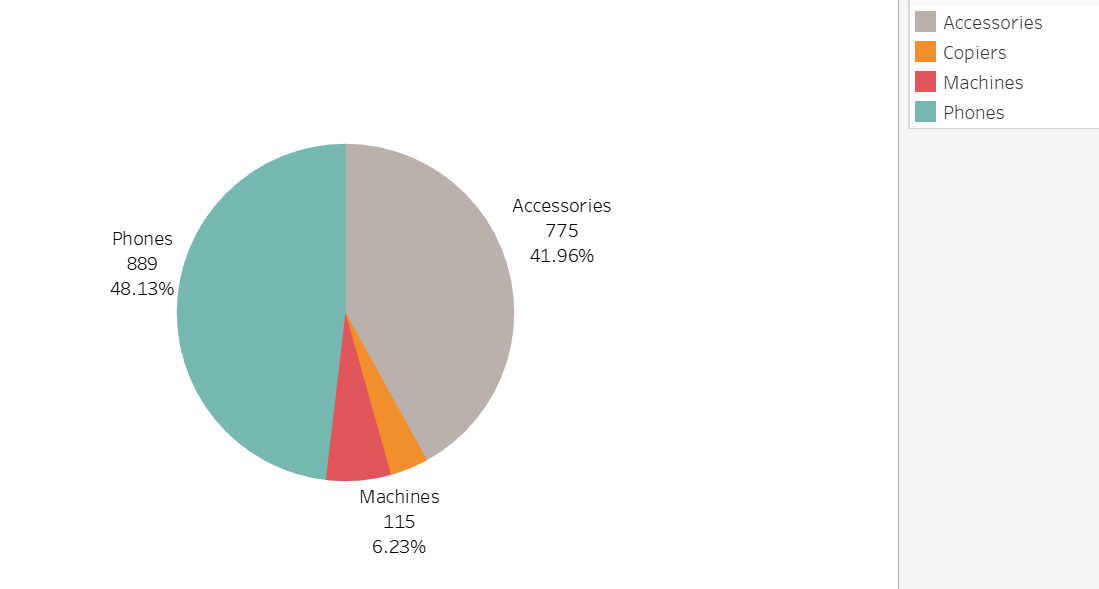 Accessories
Copiers
Machines
Phones
Accessories
775
41.96%
Phones
889
48.13%
Machines
115
6.23%